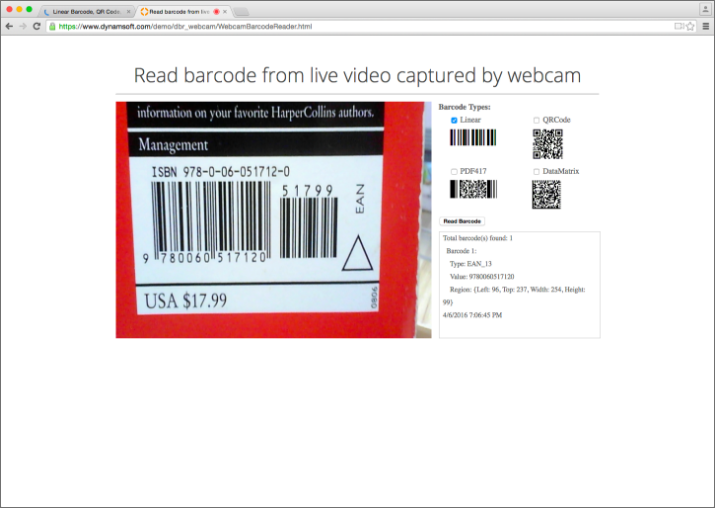 Linear Barcode, QR Code,
Read barcode from live
https://www.dynamsoft.com/demo/dbr_webcam/WebcamBarcodeReader.html
Read barcode from live video captured by webcam
information on your favorite HarperCollins authors.
Management
ISBN 978-0-06-051712-0
51799
EAN
9 780060 517120
USA $17.99
0806
Barcode Types:
Linear
QRCode
PDF417
DataMatrix
Read Barcode
Total barcode(s) found: 1
Barcode 1:
Type: EAN_13
Value: 9780060517120
Region: {Left: 96, Top: 237, Width: 254, Height:
99}
4/6/2016 7:06:45 PM